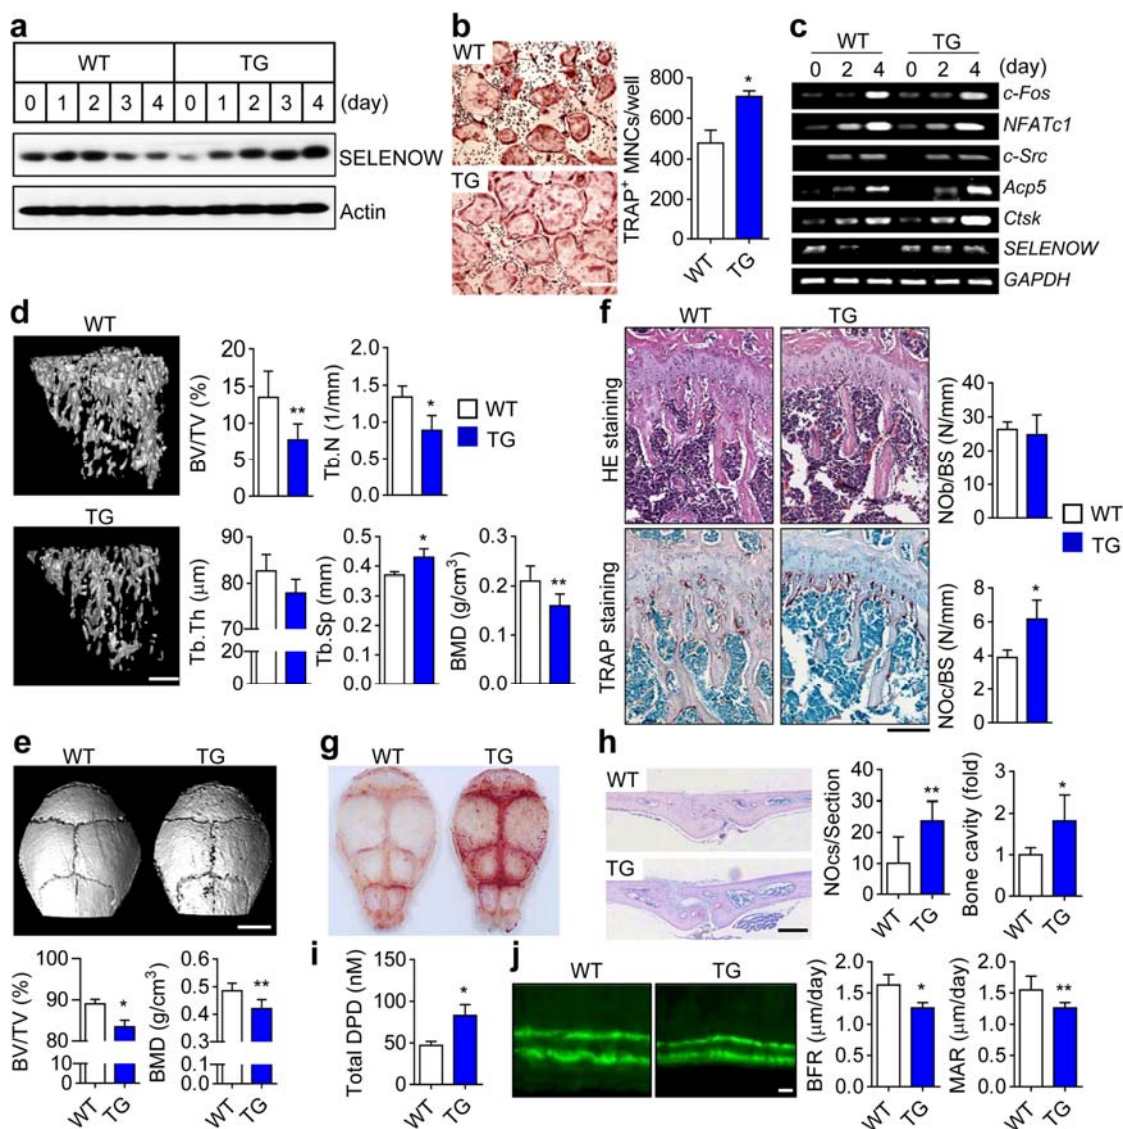 a
WT TG
0 1 2 3 4 0 1 2 3 4 (day)
SELENOW
Actin
b
WT
TG
TRAP⁺ MNCs/well
800
600
400
200
0
*
WT TG
c
WT TG
0 2 4 0 2 4 (day)
c-Fos
NFATc1
c-Src
Acp5
Ctsk
SELENOW
GAPDH
d
WT
TG
BV/TV (%)
20
15
10
5
0
**
Tb.N (1/mm)
2.0
1.5
1.0
0.5
0.0
*
WT
TG
Tb.Th (μm)
90
80
70
20
0
Tb.Sp (mm)
0.5
0.4
0.3
0.2
0.1
0.0
*
BMD (g/cm³)
0.3
0.2
0.1
0.0
**
f
WT TG
HE staining
TRAP staining
NOb/BS (N/mm)
40
30
20
10
0
WT
TG
NOc/BS (N/mm)
8
6
4
2
0
*
e
WT TG
BV/TV (%)
100
90
80
10
0
*
WT TG
BMD (g/cm³)
0.6
0.5
0.4
0.3
0.1
0.0
**
WT TG
g
WT TG
h
WT
TG
NOcs/Section
40
30
20
10
0
**
WT TG
Bone cavity (fold)
3
2
1
0
*
WT TG
i
Total DPD (nM)
150
100
50
0
*
WT TG
j
WT TG
BFR (μm/day)
2.0
1.5
1.0
0.5
0.0
*
WT TG
MAR (μm/day)
2.0
1.5
1.0
0.5
0.0
**
WT TG